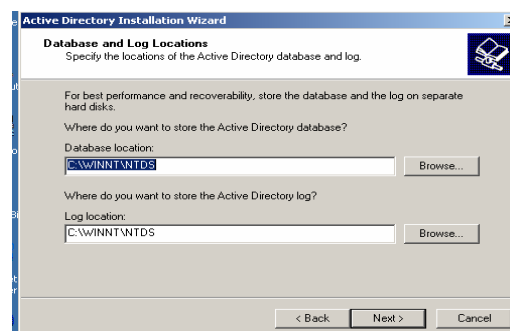 Active Directory Installation Wizard
Database and Log Locations
Specify the locations of the Active Directory database and log.
For best performance and recoverability, store the database and the log on separate
hard disks.
Where do you want to store the Active Directory database?
Database location:
C:\WINNT\NTDS
Browse...
Where do you want to store the Active Directory log?
Log location:
C:\WINNT\NTDS
Browse...
< Back
Next >
Cancel